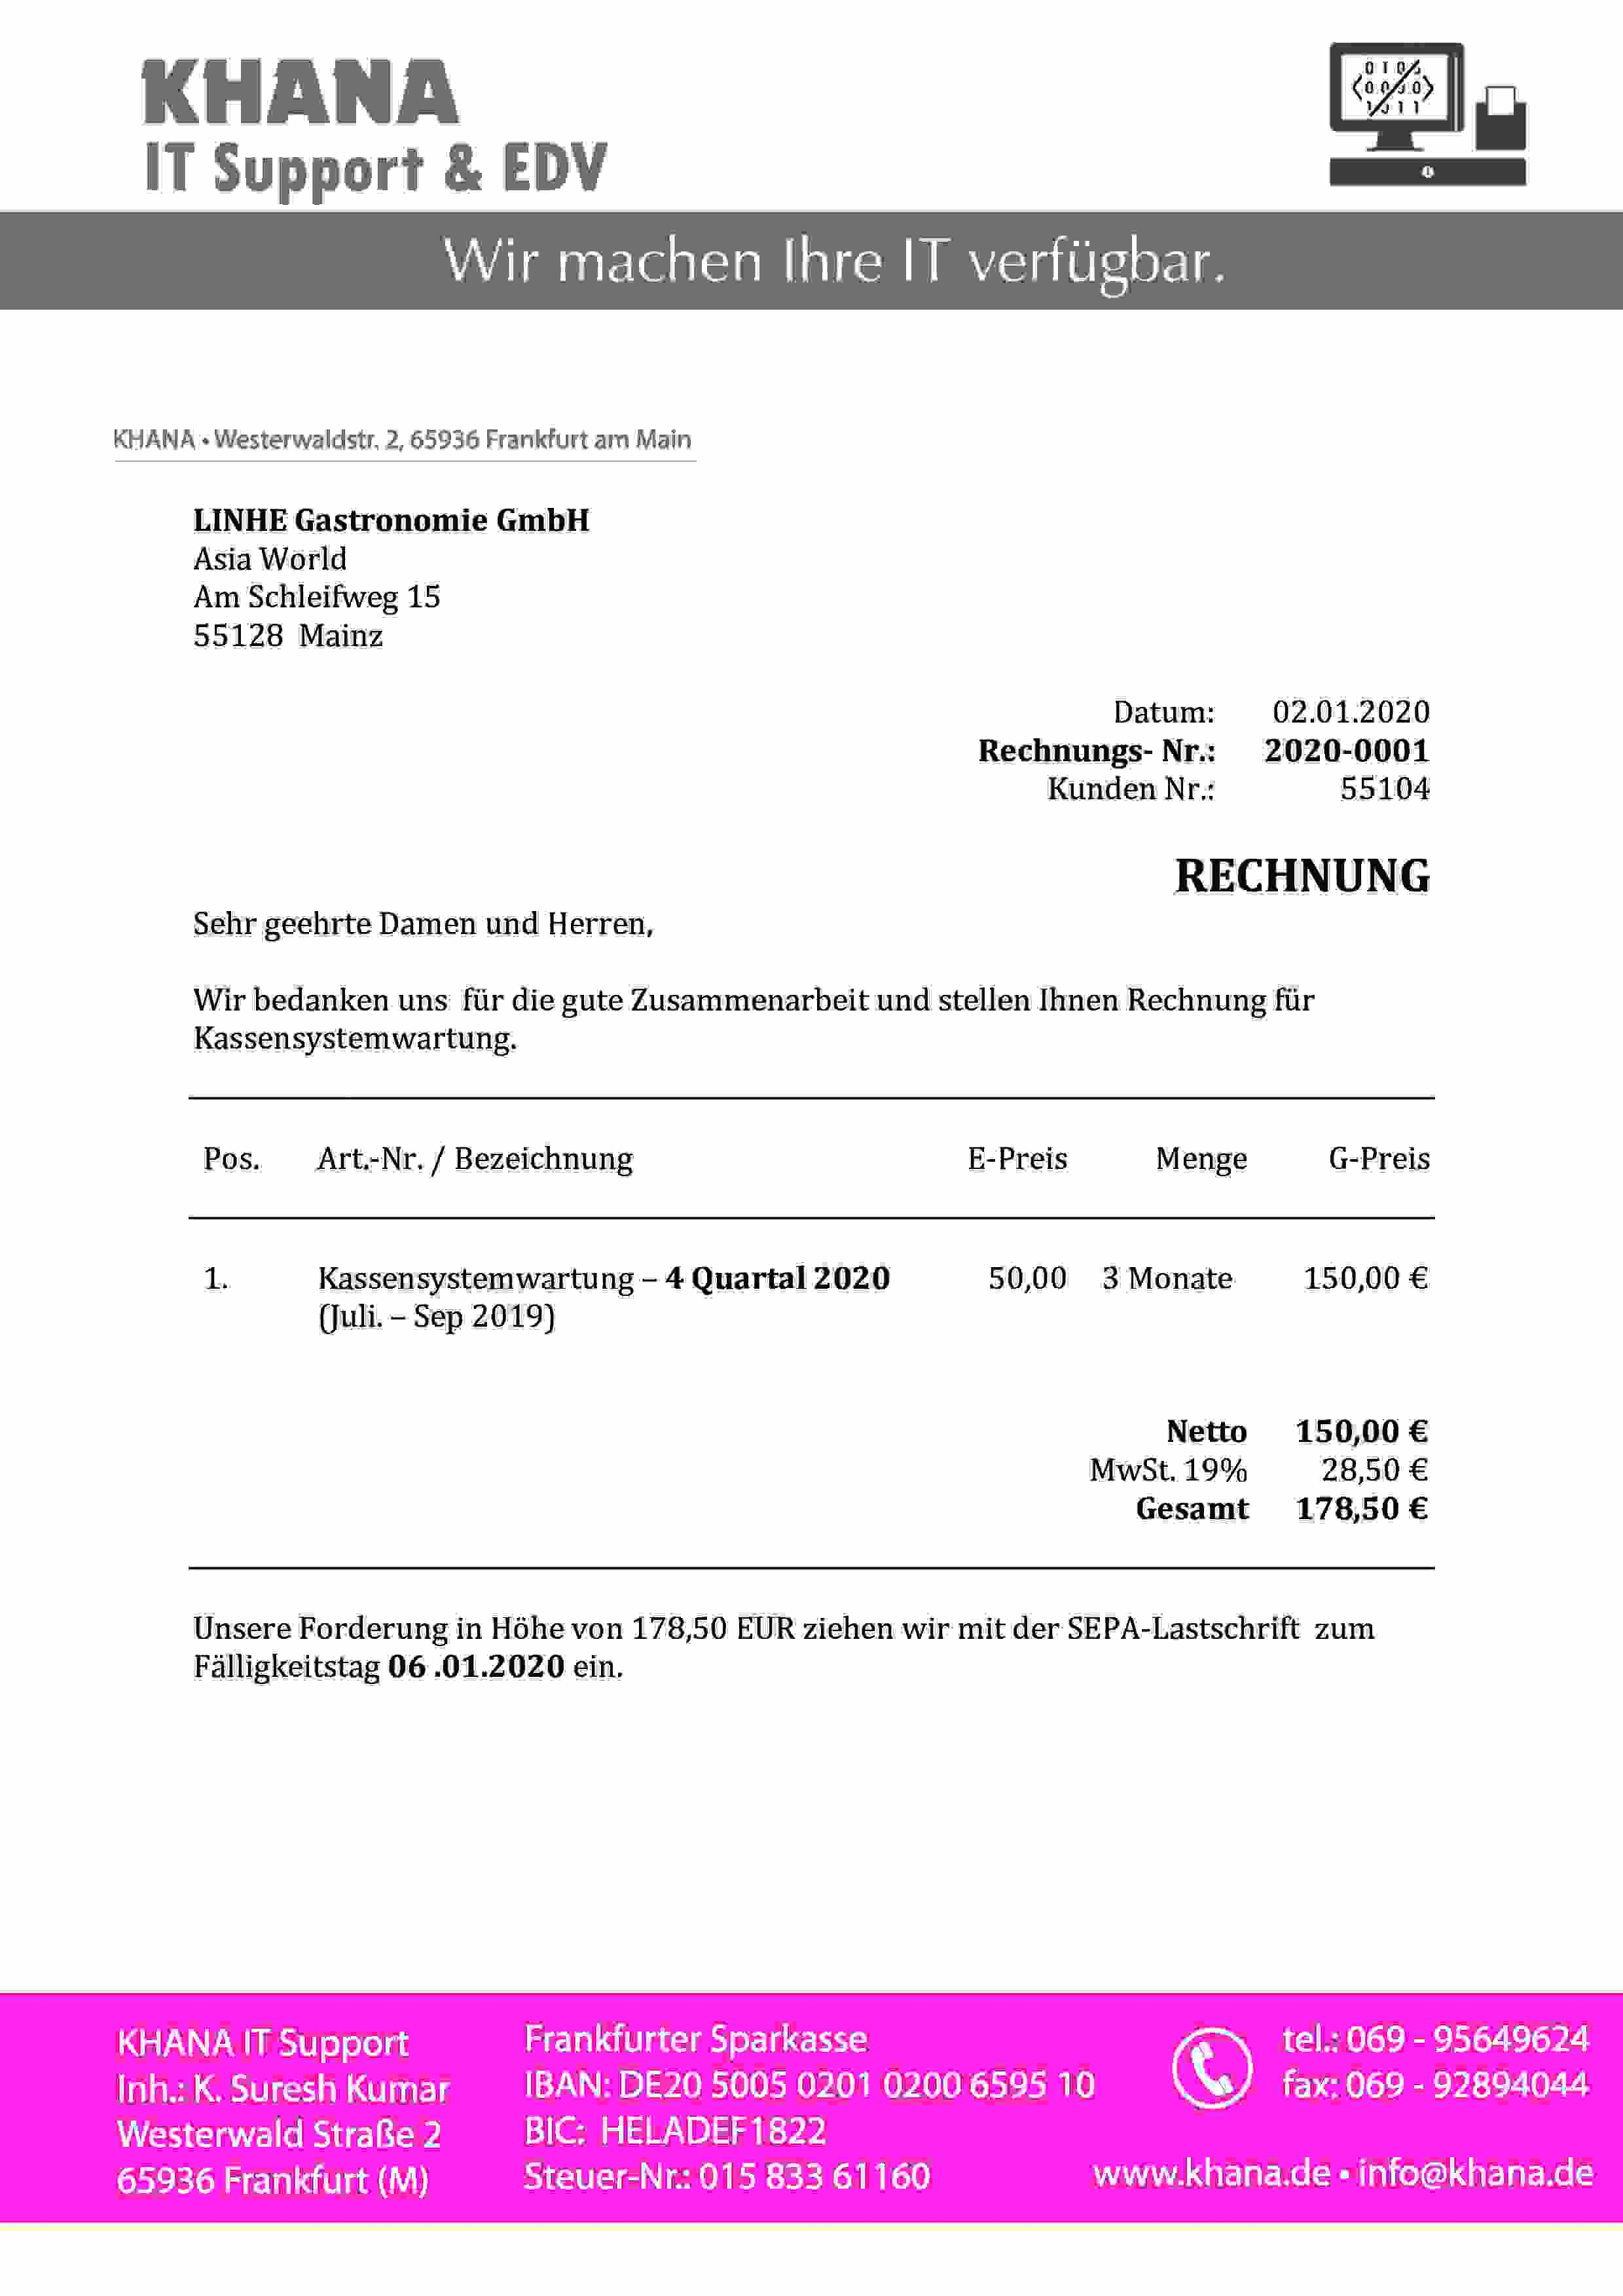 KHANA
IT Support & EDV
Wir machen Ihre IT verfügbar.
KHANA • Westerwaldstr. 2, 65936 Frankfurt am Main
LINHE Gastronomie GmbH
Asia World
Am Schleifweg 15
55128 Mainz
Datum: 02.01.2020
Rechnungs- Nr.: 2020-0001
Kunden Nr.: 55104
RECHNUNG
Sehr geehrte Damen und Herren,
Wir bedanken uns für die gute Zusammenarbeit und stellen Ihnen Rechnung für
Kassensystemwartung.
Pos. Art.-Nr. / Bezeichnung E-Preis Menge G-Preis
1. Kassensystemwartung – 4 Quartal 2020 50,00 3 Monate 150,00 €
(Juli. – Sep 2019)
Netto 150,00 €
MwSt. 19% 28,50 €
Gesamt 178,50 €
Unsere Forderung in Höhe von 178,50 EUR ziehen wir mit der SEPA-Lastschrift zum
Fälligkeitstag 06 .01.2020 ein.
KHANA IT Support
Inh.: K. Suresh Kumar
Westerwald Straße 2
65936 Frankfurt (M)
Frankfurter Sparkasse
IBAN: DE20 5005 0201 0200 6595 10
BIC: HELADEF1822
Steuer-Nr.: 015 833 61160
tel.: 069 - 95649624
fax: 069 - 92894044
www.khana.de • info@khana.de